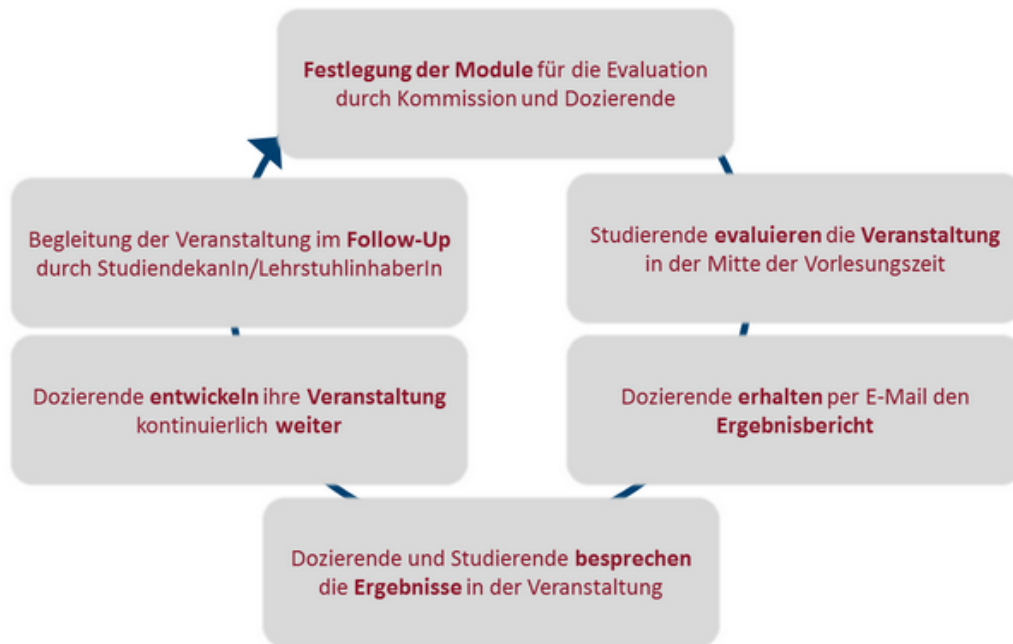 Festlegung der Module für die Evaluation
durch Kommission und Dozierende
Studierende evaluieren die Veranstaltung
in der Mitte der Vorlesungszeit
Dozierende erhalten per E-Mail den
Ergebnisbericht
Dozierende und Studierende besprechen
die Ergebnisse in der Veranstaltung
Dozierende entwickeln ihre Veranstaltung
kontinuierlich weiter
Begleitung der Veranstaltung im Follow-Up
durch StudiendekanIn/LehrstuhlinhaberIn